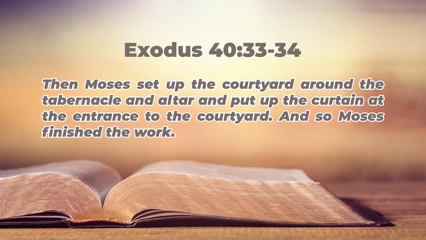 Exodus 40:33-34
Then Moses set up the courtyard around the
tabernacle and altar and put up the curtain at
the entrance to the courtyard. And so Moses
finished the work.